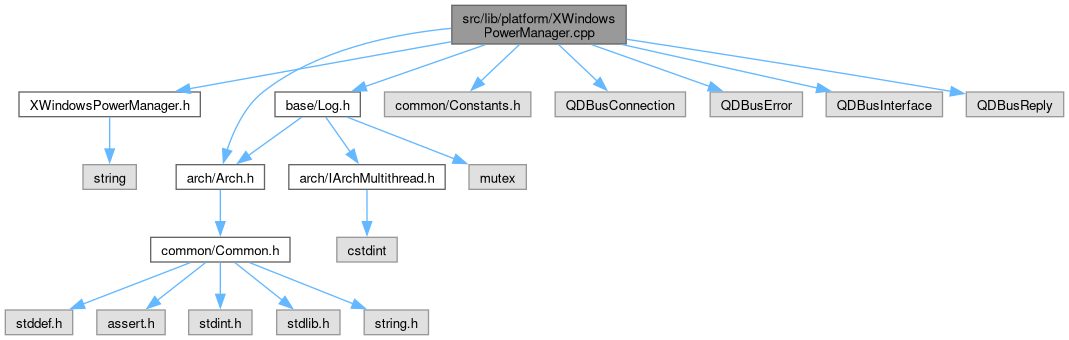 src/lib/platform/XWindows
PowerManager.cpp
XWindowsPowerManager.h
base/Log.h
common/Constants.h
QDBusConnection
QDBusError
QDBusInterface
QDBusReply
string
arch/Arch.h
arch/IArchMultithread.h
mutex
common/Common.h
cstdint
stddef.h
assert.h
stdint.h
stdlib.h
string.h